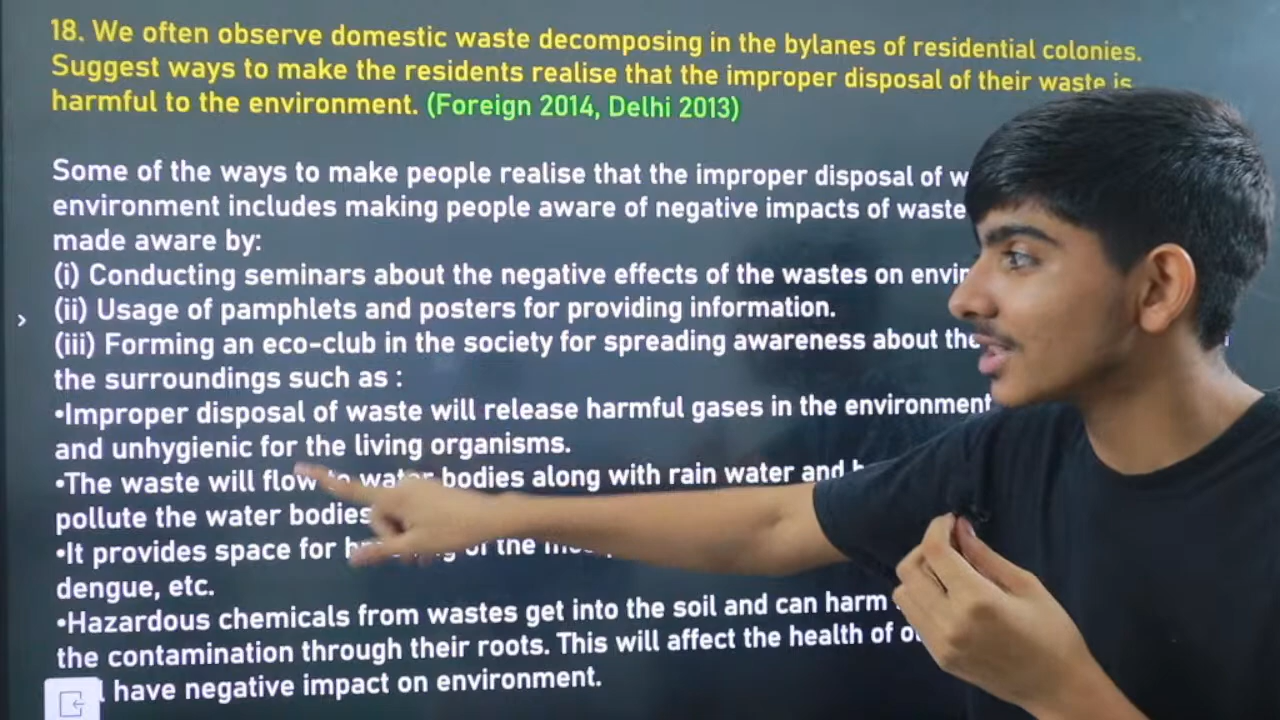 18. We often observe domestic waste decomposing in the bylanes of residential colonies.
Suggest ways to make the residents realise that the improper disposal of their waste is
harmful to the environment. (Foreign 2014, Delhi 2013)
Some of the ways to make people realise that the improper disposal of
environment includes making people aware of negative impacts of waste
made aware by:
(i) Conducting seminars about the negative effects of the wastes on
(ii) Usage of pamphlets and posters for providing information.
(iii) Forming an eco-club in the society for spreading awareness about
the surroundings such as :
•Improper disposal of waste will release harmful gases in the environment
and unhygienic for the living organisms.
•The waste will flow to water bodies along with rain water and
pollute the water bodies
•It provides space for of the
dengue, etc.
•Hazardous chemicals from wastes get into the soil and can harm
the contamination through their roots. This will affect the health of
have negative impact on environment.